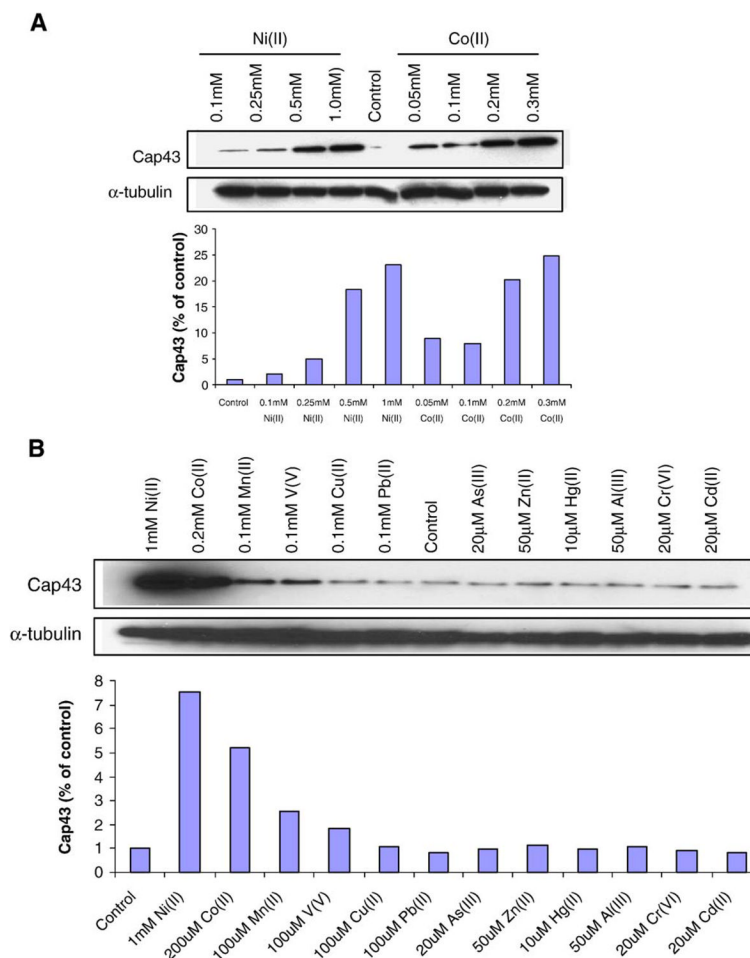 A
Ni(II) Co(II)
0.1mM 0.25mM 0.5mM 1.0mM) Control 0.05mM 0.1mM 0.2mM 0.3mM
Cap43
α-tubulin
Cap43 (% of control)
30
25
20
15
10
5
0
Control 0.1mM 0.25mM 0.5mM 1mM 0.05mM 0.1mM 0.2mM 0.3mM
Ni(II) Ni(II) Ni(II) Ni(II) Co(II) Co(II) Co(II) Co(II)
B
1mM Ni(II) 0.2mM Co(II) 0.1mM Mn(II) 0.1mM V(V) 0.1mM Cu(II) 0.1mM Pb(II) Control 20μM As(III) 50μM Zn(II) 10μM Hg(II) 50μM Al(III) 20μM Cr(VI) 20μM Cd(II)
Cap43
α-tubulin
Cap43 (% of control)
8
7
6
5
4
3
2
1
0
Control 1mM Ni(II) 200uM Co(II) 100uM Mn(II) 100uM V(V) 100uM Cu(II) 100uM Pb(II) 20uM As(III) 50uM Zn(II) 10uM Hg(II) 50uM Al(III) 20uM Cr(VI) 20uM Cd(II)